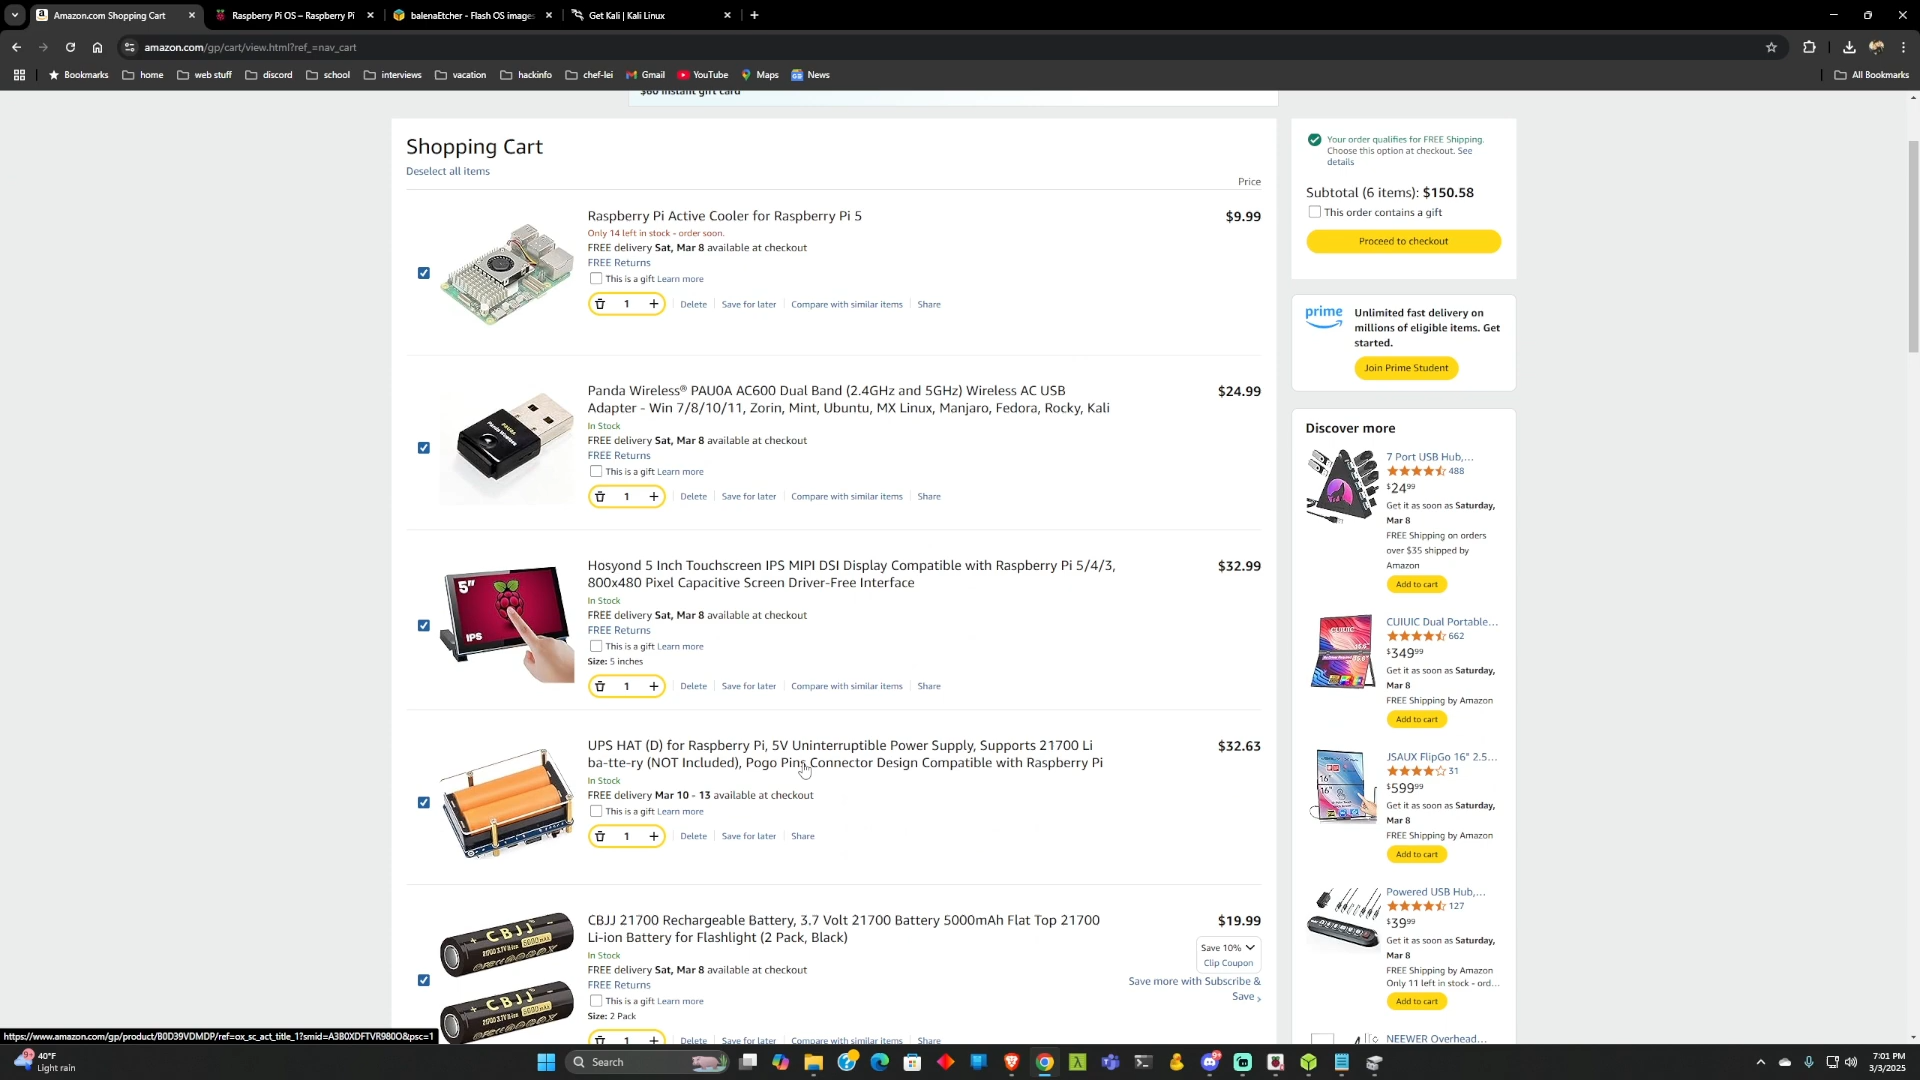 Amazon.com Shopping Cart
Raspberry Pi OS – Raspberry Pi
balenaEtcher - Flash OS images
Get Kali | Kali Linux
amazon.com/gp/cart/view.html?ref_=nav_cart
Bookmarks
home
web stuff
discord
school
interviews
vacation
hackinfo
chef-lei
Gmail
YouTube
Maps
News
All Bookmarks
$60 instant gift card
Shopping Cart
Deselect all items
Price
Raspberry Pi Active Cooler for Raspberry Pi 5
$9.99
Only 14 left in stock - order soon.
FREE delivery Sat, Mar 8 available at checkout
FREE Returns
This is a gift Learn more
1
Delete
Save for later
Compare with similar items
Share
Panda Wireless® PAU0A AC600 Dual Band (2.4GHz and 5GHz) Wireless AC USB
Adapter - Win 7/8/10/11, Zorin, Mint, Ubuntu, MX Linux, Manjaro, Fedora, Rocky, Kali
$24.99
In Stock
FREE delivery Sat, Mar 8 available at checkout
FREE Returns
This is a gift Learn more
1
Delete
Save for later
Compare with similar items
Share
5"
IPS
Hosyond 5 Inch Touchscreen IPS MIPI DSI Display Compatible with Raspberry Pi 5/4/3,
800x480 Pixel Capacitive Screen Driver-Free Interface
$32.99
In Stock
FREE delivery Sat, Mar 8 available at checkout
FREE Returns
This is a gift Learn more
Size: 5 inches
1
Delete
Save for later
Compare with similar items
Share
UPS HAT (D) for Raspberry Pi, 5V Uninterruptible Power Supply, Supports 21700 Li
ba-tte-ry (NOT Included), Pogo Pins Connector Design Compatible with Raspberry Pi
$32.63
In Stock
FREE delivery Mar 10 - 13 available at checkout
This is a gift Learn more
1
Delete
Save for later
Share
CBJJ
CBJJ
CBJJ 21700 Rechargeable Battery, 3.7 Volt 21700 Battery 5000mAh Flat Top 21700
Li-ion Battery for Flashlight (2 Pack, Black)
$19.99
Save 10%
Clip Coupon
Save more with Subscribe &
Save
In Stock
FREE delivery Sat, Mar 8 available at checkout
FREE Returns
This is a gift Learn more
Size: 2 Pack
1
Delete
Save for later
Compare with similar items
Share
Your order qualifies for FREE Shipping.
Choose this option at checkout. See
details
Subtotal (6 items): $150.58
This order contains a gift
Proceed to checkout
prime
Unlimited fast delivery on
millions of eligible items. Get
started.
Join Prime Student
Discover more
7 Port USB Hub,...
488
$24.99
Get it as soon as Saturday,
Mar 8
FREE Shipping on orders
over $35 shipped by
Amazon
Add to cart
CUIUIC Dual Portable...
662
$349.99
Get it as soon as Saturday,
Mar 8
FREE Shipping by Amazon
Add to cart
JSAUX FlipGo 16" 2.5...
31
$599.99
Get it as soon as Saturday,
Mar 8
FREE Shipping by Amazon
Add to cart
Powered USB Hub,...
127
$39.99
Get it as soon as Saturday,
Mar 8
FREE Shipping by Amazon
Only 11 left in stock - ord...
Add to cart
NEEWER Overhead...
https://www.amazon.com/gp/product/B0D39VDMDP/ref=ox_sc_act_title_1?smid=A3B0XDFTVR980O&psc=1
40°F
Light rain
Search
7:01 PM
3/3/2025